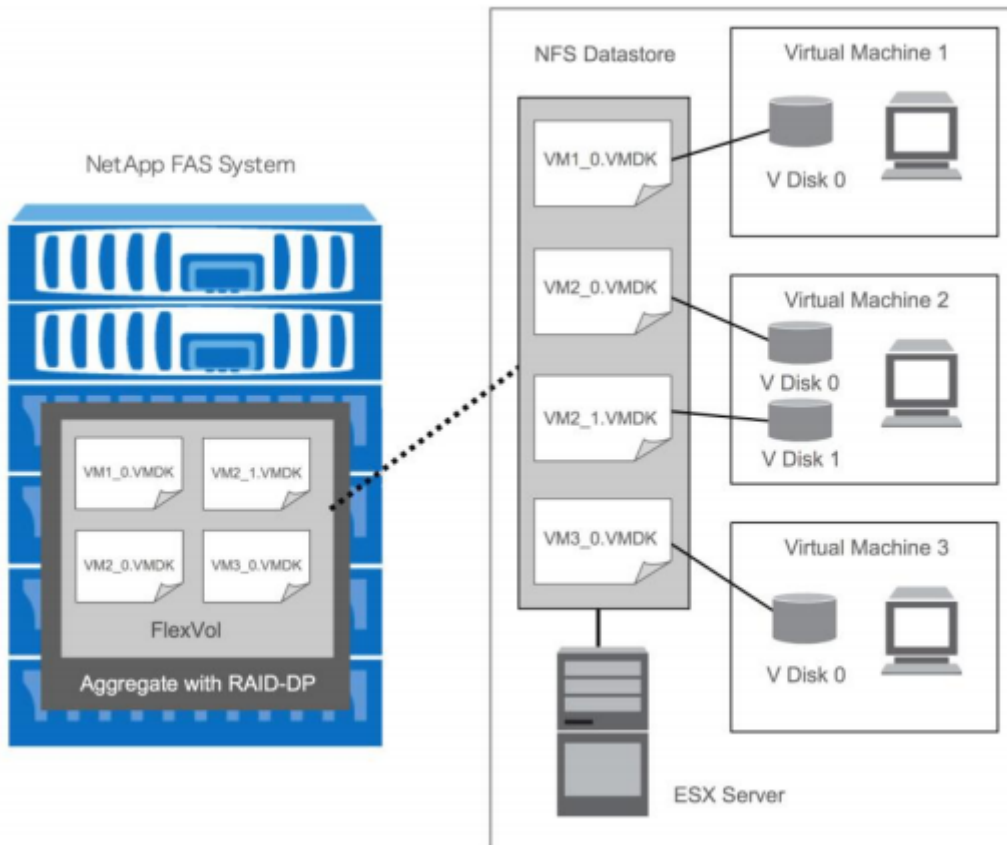 NetApp FAS System
VM1_0.VMDK
VM2_1.VMDK
VM2_0.VMDK
VM3_0.VMDK
FlexVol
Aggregate with RAID-DP
NFS Datastore
VM1_0.VMDK
VM2_0.VMDK
VM2_1.VMDK
VM3_0.VMDK
ESX Server
Virtual Machine 1
V Disk 0
Virtual Machine 2
V Disk 0
V Disk 1
Virtual Machine 3
V Disk 0